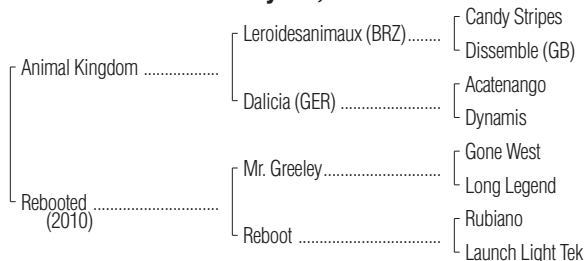 Candy Stripes
Leroidesanimaux (BRZ)........
Dissemble (GB)
Animal Kingdom ..................
Acatenango
Dalicia (GER) ........................
Dynamis
Gone West
Mr. Greeley............................
Long Legend
Rebooted ..............................
(2010)
Rubiano
Reboot ..................................
Launch Light Tek